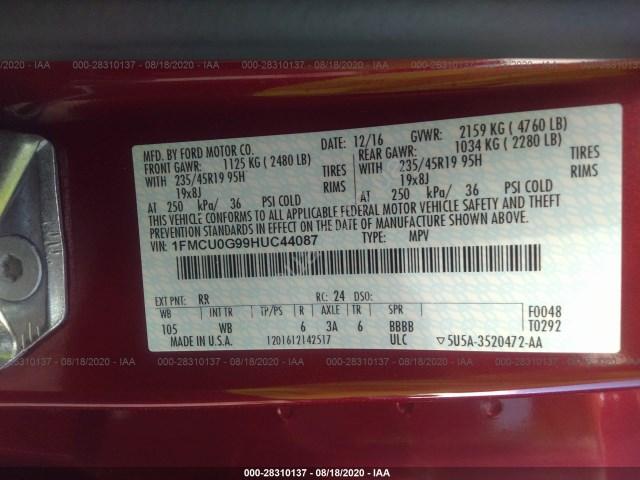 000-28310137 - 08/18/2020 - IAA 000-28310137 - 08/18/2020 - IAA
MFD. BY FORD MOTOR CO. DATE: 12/16 GVWR: 2159 KG ( 4760 LB)
FRONT GAWR: 1125 KG ( 2480 LB) REAR GAWR: 1034 KG ( 2280 LB)
WITH 235/45R19 95H TIRES WITH 235/45R19 95H TIRES
19x8J RIMS 19x8J RIMS
AT 250 kPa/ 36 PSI COLD AT 250 kPa/ 36 PSI COLD
THIS VEHICLE CONFORMS TO ALL APPLICABLE FEDERAL MOTOR VEHICLE SAFETY AND THEFT
PREVENTION STANDARDS IN EFFECT ON THE DATE OF MANUFACTURE SHOWN ABOVE.
VIN: 1FMCU0G99HUC44087 TYPE: MPV
EXT PNT: RR RC: 24 DSO:
WB INT TR TP/PS R AXLE TR SPR F0048
105 WB 6 3A 6 BBBB T0292
MADE IN U.S.A. 1201612142517 ULC ▽5U5A-3520472-AA
000-28310137 - 08/18/2020 - IAA 000-28310137 - 08/18/2020 - IAA
000-28310137 - 08/18/2020 - IAA